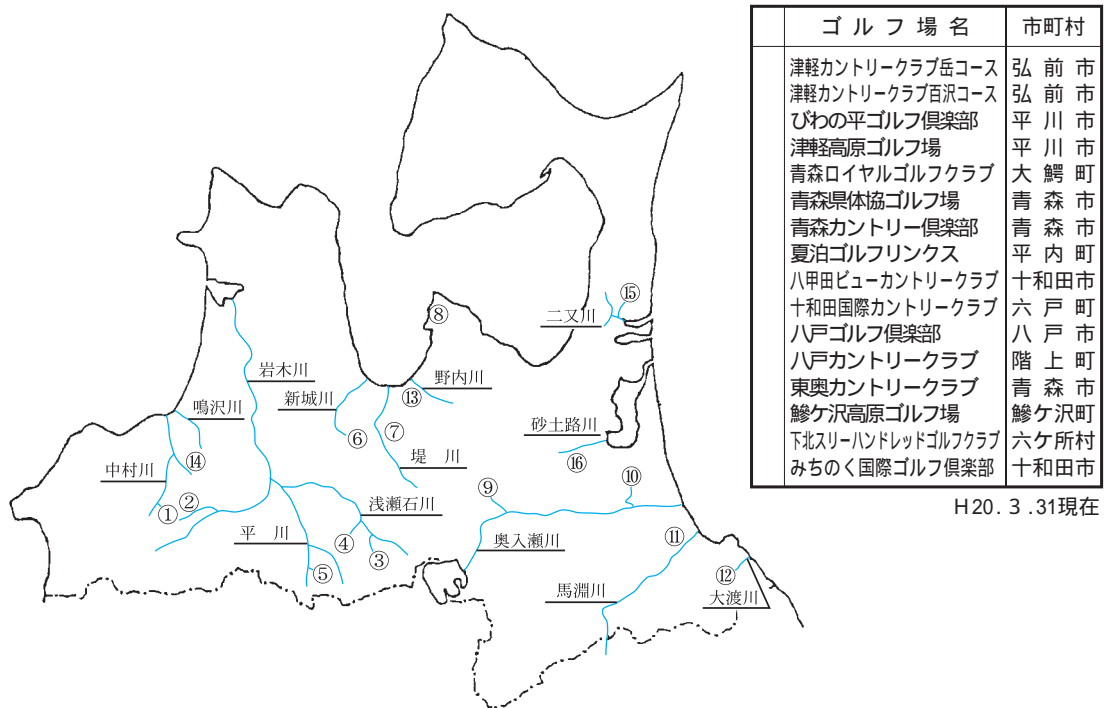 ゴルフ場名 市町村
津軽カントリークラブ岳コース 弘前市
津軽カントリークラブ百沢コース 弘前市
びわの平ゴルフ倶楽部 平川市
津軽高原ゴルフ場 平川市
青森ロイヤルゴルフクラブ 大鰐町
青森県体協ゴルフ場 青森市
青森カントリー倶楽部 青森市
夏泊ゴルフリンクス 平内町
八甲田ビューカントリークラブ 十和田市
十和田国際カントリークラブ 六戸町
八戸ゴルフ倶楽部 八戸市
八戸カントリークラブ 階上町
東奥カントリークラブ 青森市
鰺ケ沢高原ゴルフ場 鰺ケ沢町
下北スリーハンドレッドゴルフクラブ 六ケ所村
みちのく国際ゴルフ倶楽部 十和田市
H20.3.31現在
⑮
二又川
⑧
岩木川
野内川
新城川
⑬
鳴沢川
⑥
⑦
砂土路川
堤川
⑯
⑭
中村川
⑩
⑨
浅瀬石川
①
②
平川
④
③
奥入瀬川
⑪
⑤
馬淵川
⑫
大渡川